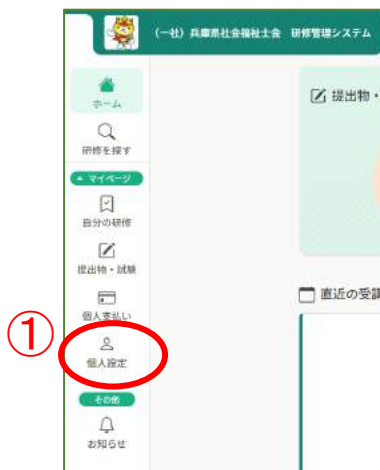 (一社) 兵庫県社会福祉士会 研修管理システム
ホーム
研修を探す
マイページ
自分の研修
提出物・試験
個人支払い
①
個人設定
その他
お知らせ
提出物・
直近の受講